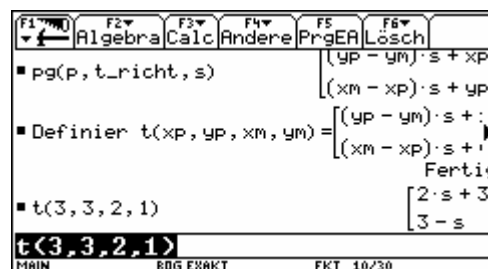 F1 F2 F3 F4 F5 F6
Algebra Calc Andere PrgEA Lösch
(yp - ym)·s + xp
▪ pg(p,t_richt,s)
(xm - xp)·s + yp
(yp - ym)·s +
▪ Definier t(xp,yp,xm,ym) =
(xm - xp)·s +
Fertig
2·s + 3
▪ t(3,3,2,1)
3 - s
t(3,3,2,1)
MAIN BOG EXAKT FKT 10/30